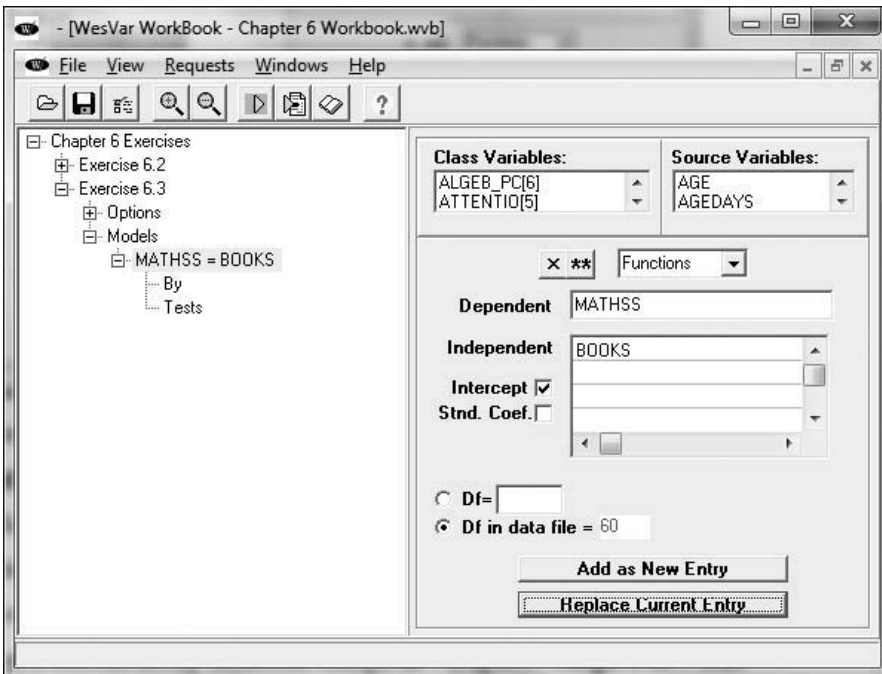 - [WesVar WorkBook - Chapter 6 Workbook.wvb]
File View Requests Windows Help
?
Chapter 6 Exercises
Exercise 6.2
Exercise 6.3
Options
Models
MATHSS = BOOKS
By
Tests
Class Variables:
ALGEB_PC[6]
ATTENTIO[5]
Source Variables:
AGE
AGEDAYS
× ** Functions
Dependent MATHSS
Independent BOOKS
Intercept
Stnd. Coef.
Df=
Df in data file = 60
Add as New Entry
Replace Current Entry